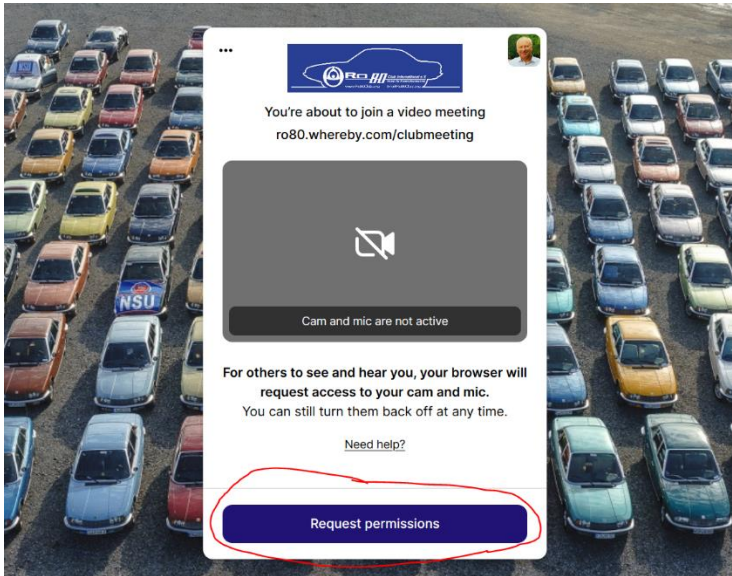 ...
RO 80
You're about to join a video meeting
ro80.whereby.com/clubmeeting
NSU
Cam and mic are not active
For others to see and hear you, your browser will
request access to your cam and mic.
You can still turn them back off at any time.
Need help?
Request permissions